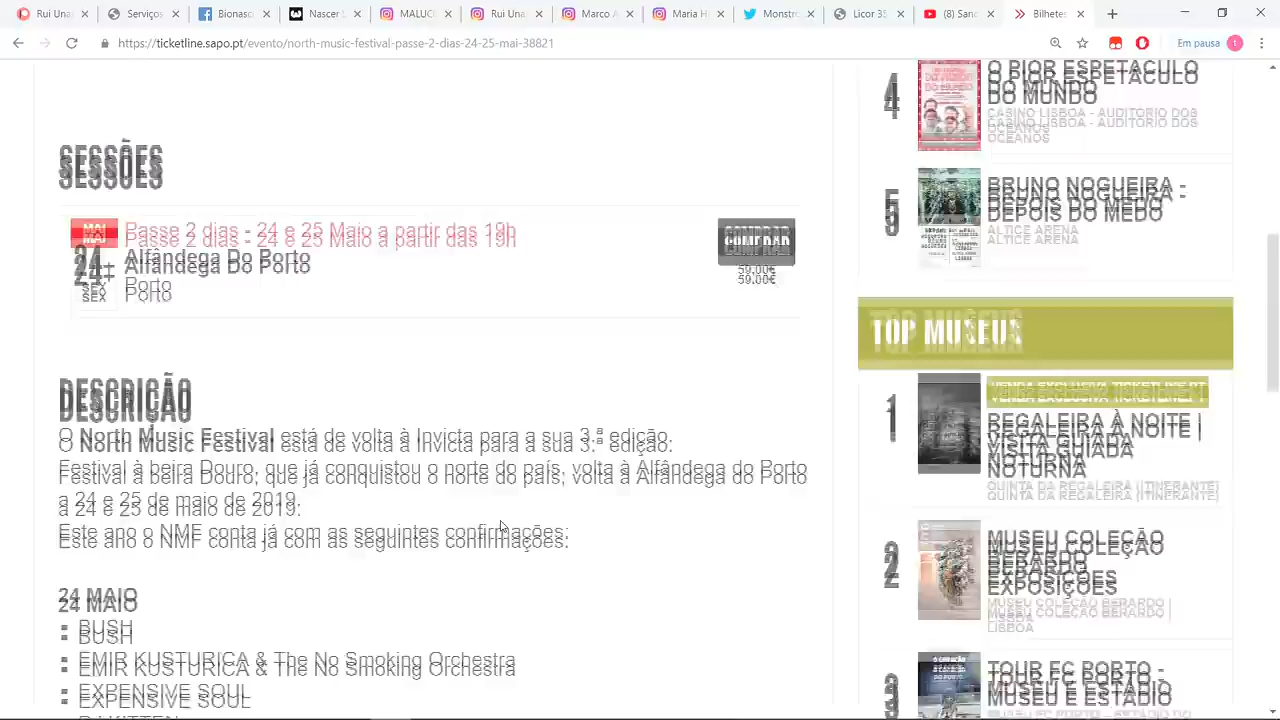 Rui Una
Serviços
Bionasc
Nascer L
MALUC
Rui Una
Marco A
Maria H
Monstro
Licor 35
(5) Sanc
Bilhetes
https://ticketline.sapo.pt/evento/north-music-festival-passe-2-dias-24-25-mai-38821
Em pausa
SESSÕES
MAI
24
SEX
Passe 2 dias - 24 e 25 Maio a partir das 18h
Alfândega Do Porto
Porto
COMPRAR
59.00€
DESCRIÇÃO
O North Music Festival está de volta à Invicta para a sua 3.ª edição.
Festival à beira Douro, que já conquistou o norte do país, volta à Alfândega do Porto
a 24 e 25 de maio de 2019.
Este ano o NMF conta já com as seguintes confirmações:
24 MAIO
BUSH
EMIR KUSTURICA & The No Smoking Orchestra
EXPENSIVE SOUL
DJ KITTEN
4
O PIOR ESPETÁCULO
DO MUNDO
CASINO LISBOA - AUDITÓRIO DOS
OCEANOS
5
BRUNO NOGUEIRA -
DEPOIS DO MEDO
ALTICE ARENA
TOP MUSEUS
1
VENDA EXCLUSIVA TICKETLINE.PT
REGALEIRA À NOITE |
VISITA GUIADA
NOTURNA
QUINTA DA REGALEIRA (ITINERANTE)
2
MUSEU COLEÇÃO
BERARDO
EXPOSIÇÕES
MUSEU COLEÇÃO BERARDO |
LISBOA
3
TOUR FC PORTO -
MUSEU E ESTÁDIO